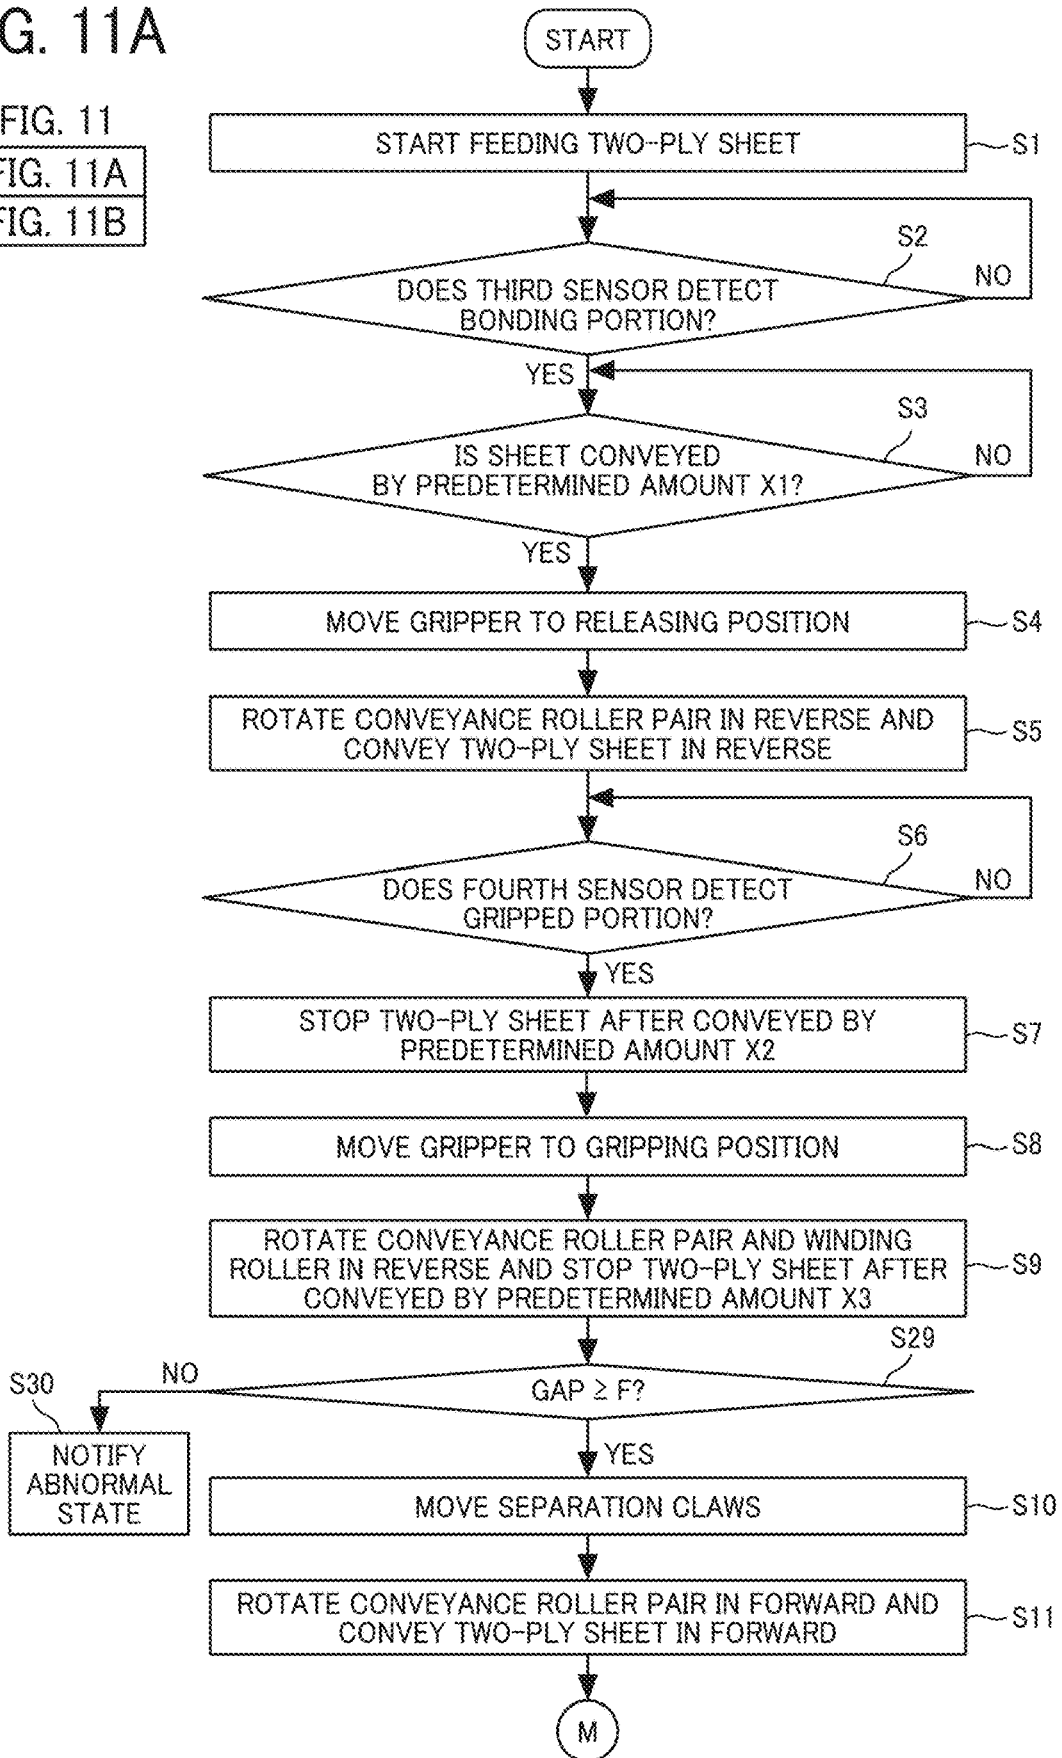 G. 11A
FIG. 11
FIG. 11A
FIG. 11B
START
START FEEDING TWO-PLY SHEET
S1
S2
DOES THIRD SENSOR DETECT
BONDING PORTION?
NO
YES
S3
IS SHEET CONVEYED
BY PREDETERMINED AMOUNT X1?
NO
YES
MOVE GRIPPER TO RELEASING POSITION
S4
ROTATE CONVEYANCE ROLLER PAIR IN REVERSE AND
CONVEY TWO-PLY SHEET IN REVERSE
S5
S6
DOES FOURTH SENSOR DETECT
GRIPPED PORTION?
NO
YES
STOP TWO-PLY SHEET AFTER CONVEYED BY
PREDETERMINED AMOUNT X2
S7
MOVE GRIPPER TO GRIPPING POSITION
S8
ROTATE CONVEYANCE ROLLER PAIR AND WINDING
ROLLER IN REVERSE AND STOP TWO-PLY SHEET AFTER
CONVEYED BY PREDETERMINED AMOUNT X3
S9
S29
GAP ≥ F?
NO
S30
NOTIFY
ABNORMAL
STATE
YES
MOVE SEPARATION CLAWS
S10
ROTATE CONVEYANCE ROLLER PAIR IN FORWARD AND
CONVEY TWO-PLY SHEET IN FORWARD
S11
M